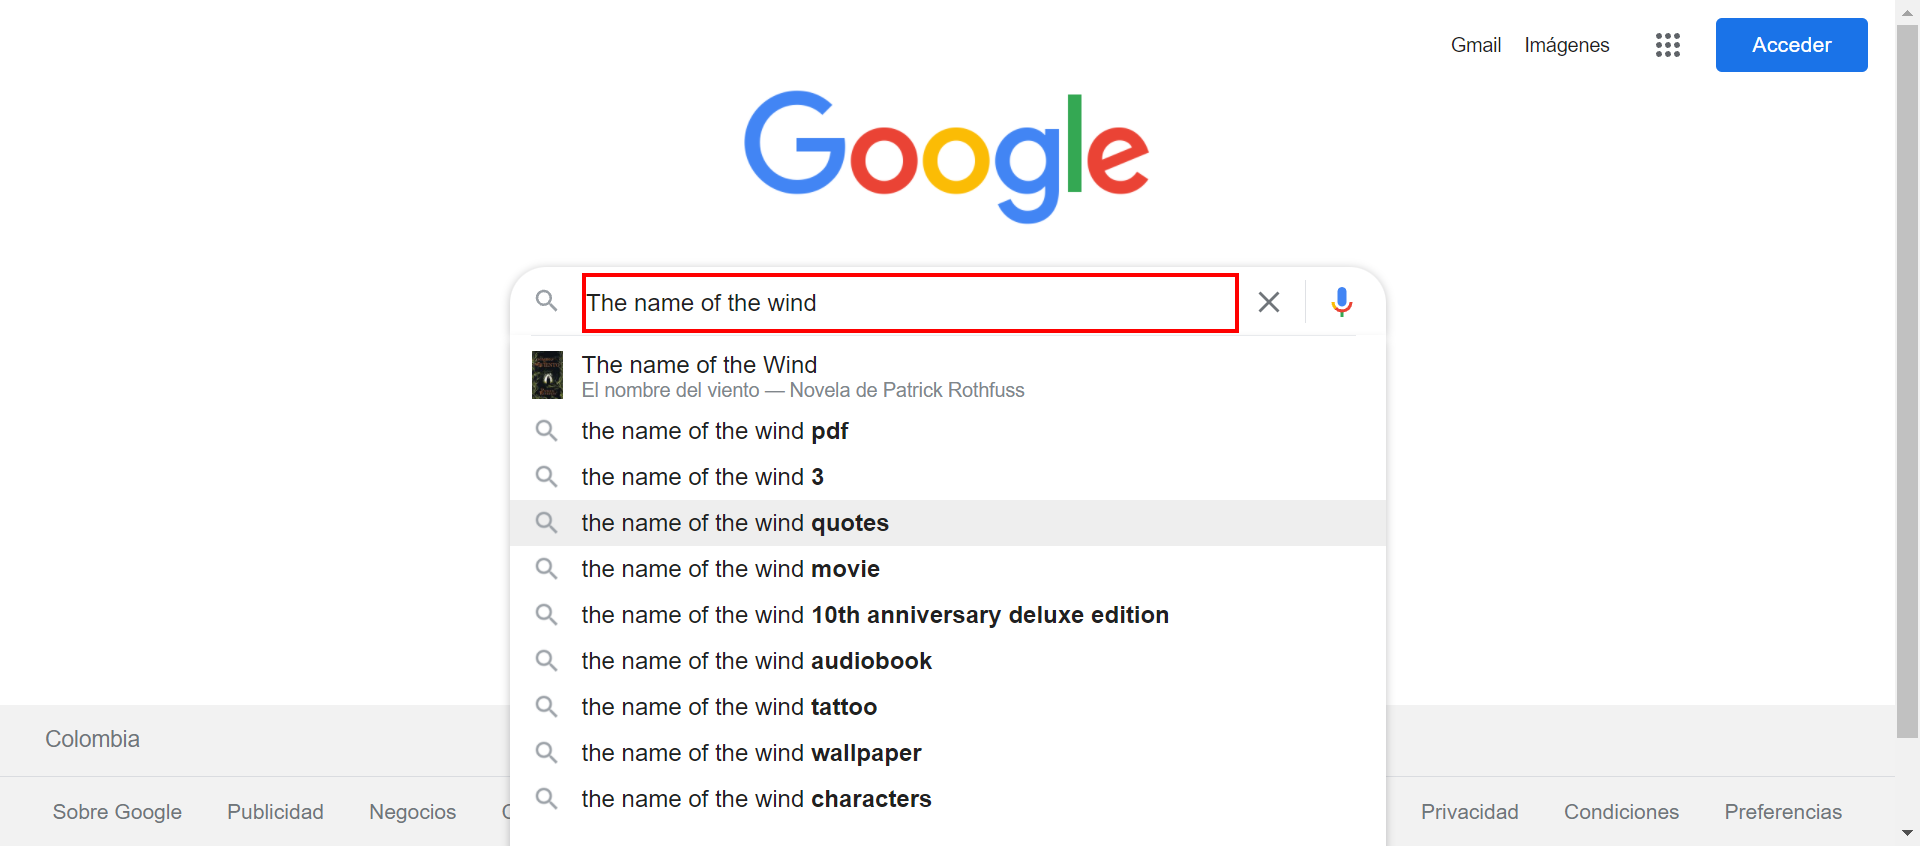 Gmail Imágenes Acceder
Google
The name of the wind
The name of the Wind
El nombre del viento — Novela de Patrick Rothfuss
the name of the wind pdf
the name of the wind 3
the name of the wind quotes
the name of the wind movie
the name of the wind 10th anniversary deluxe edition
the name of the wind audiobook
the name of the wind tattoo
the name of the wind wallpaper
the name of the wind characters
Colombia
Sobre Google Publicidad Negocios Privacidad Condiciones Preferencias